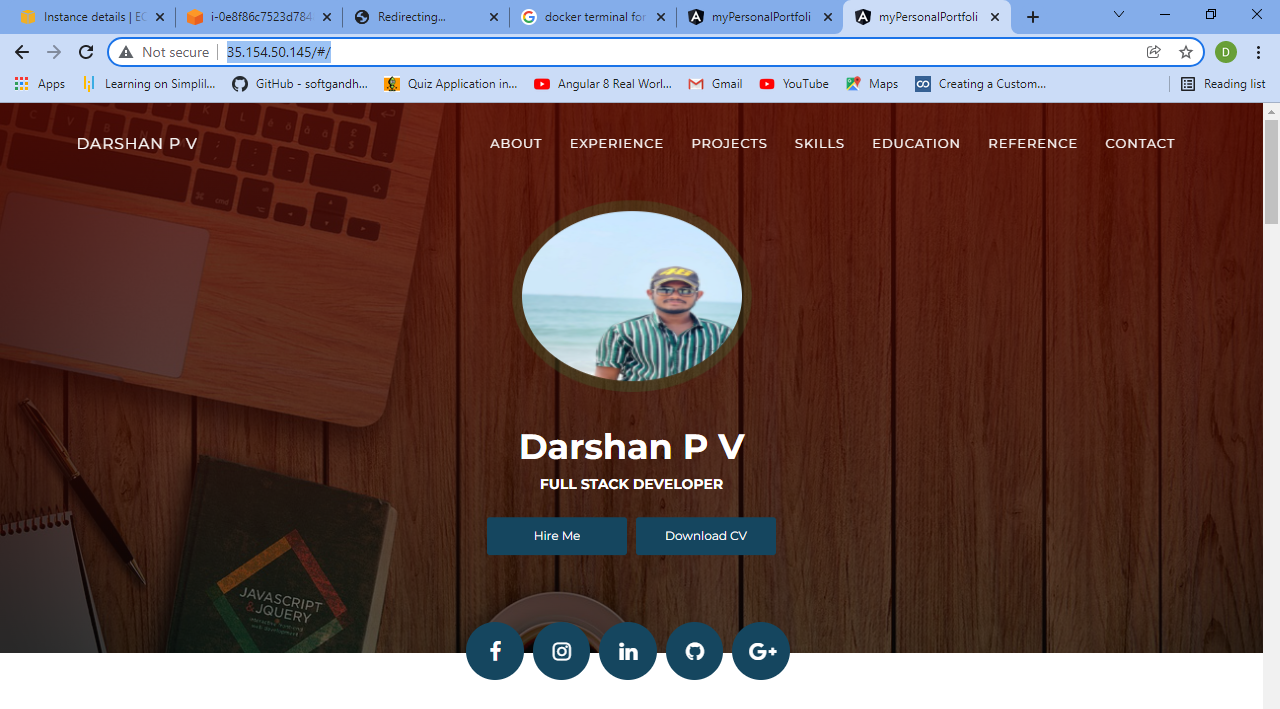 Instance details | EC
i-0e8f86c7523d784
Redirecting...
docker terminal for
myPersonalPortfoli
myPersonalPortfoli
Not secure 35.154.50.145/#/
D
Apps
Learning on Simplil...
GitHub - softgandh...
Quiz Application in...
Angular 8 Real Worl...
Gmail
YouTube
Maps
Creating a Custom...
Reading list
DARSHAN P V
ABOUT EXPERIENCE PROJECTS SKILLS EDUCATION REFERENCE CONTACT
Darshan P V
FULL STACK DEVELOPER
Hire Me
Download CV
JAVASCRIPT
&JQUERY